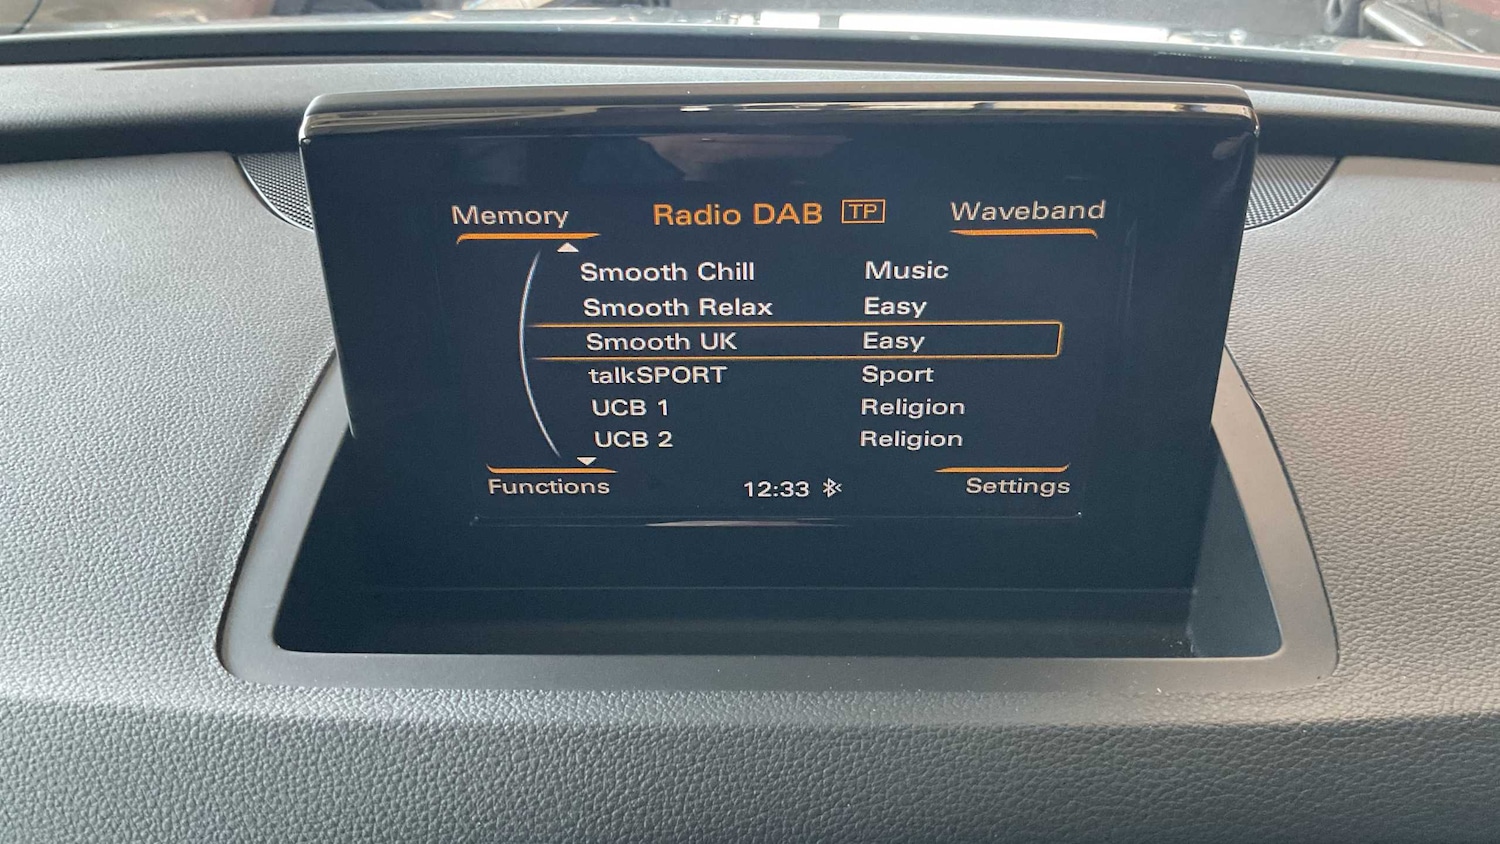 Memory Radio DAB TP Waveband
Smooth Chill Music
Smooth Relax Easy
Smooth UK Easy
talkSPORT Sport
UCB 1 Religion
UCB 2 Religion
Functions 12:33 Settings